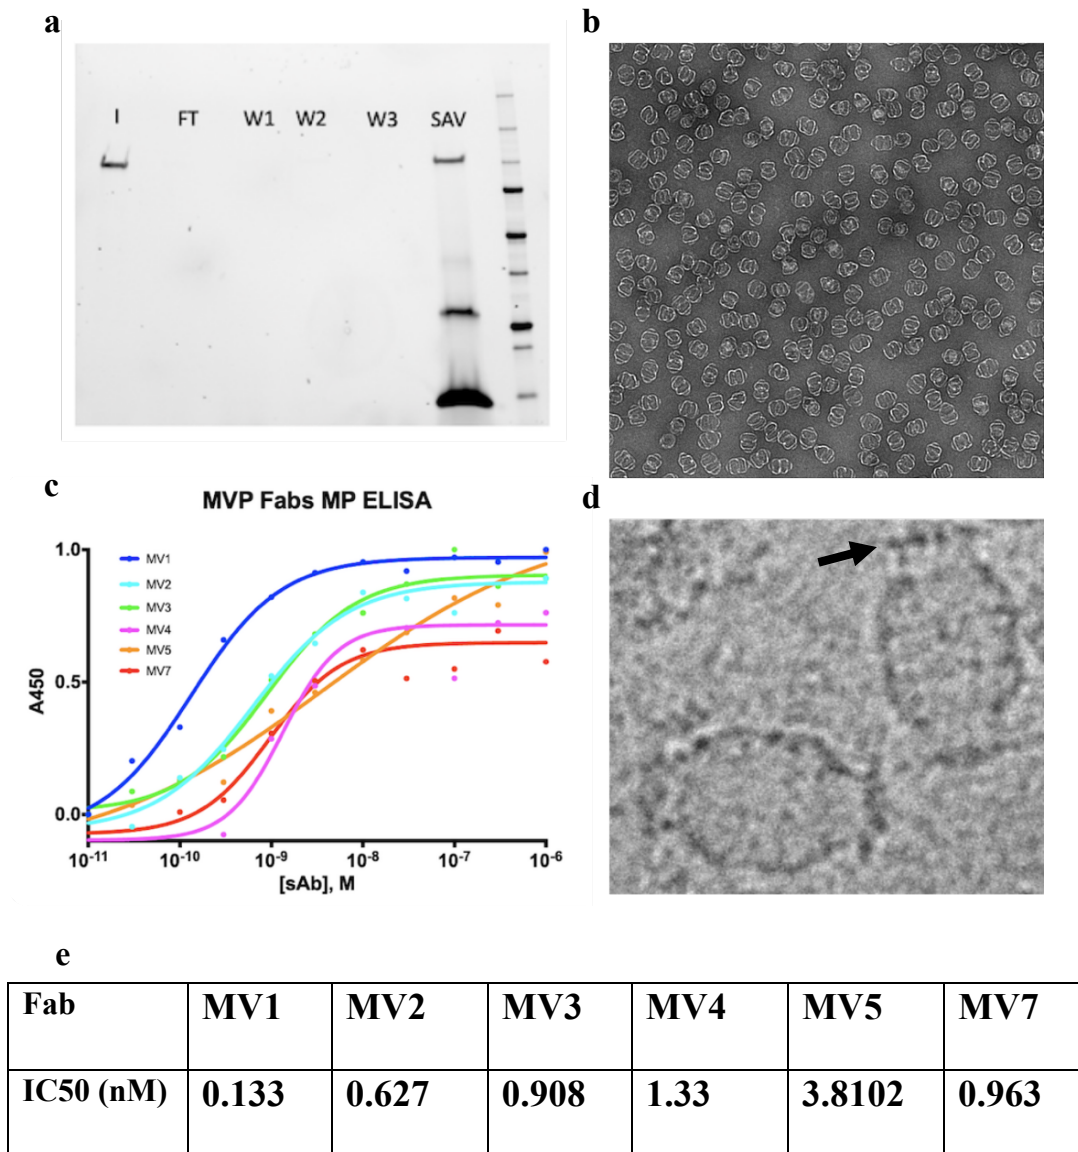 a
b
I FT W1 W2 W3 SAV
c
d
MVP Fabs MP ELISA
1.0
MV1
MV2
MV3
MV4
MV5
MV7
A450
0.5
0.0
10-11 10-10 10-9 10-8 10-7 10-6
[sAb], M
e
Fab MV1 MV2 MV3 MV4 MV5 MV7
IC50 (nM) 0.133 0.627 0.908 1.33 3.8102 0.963